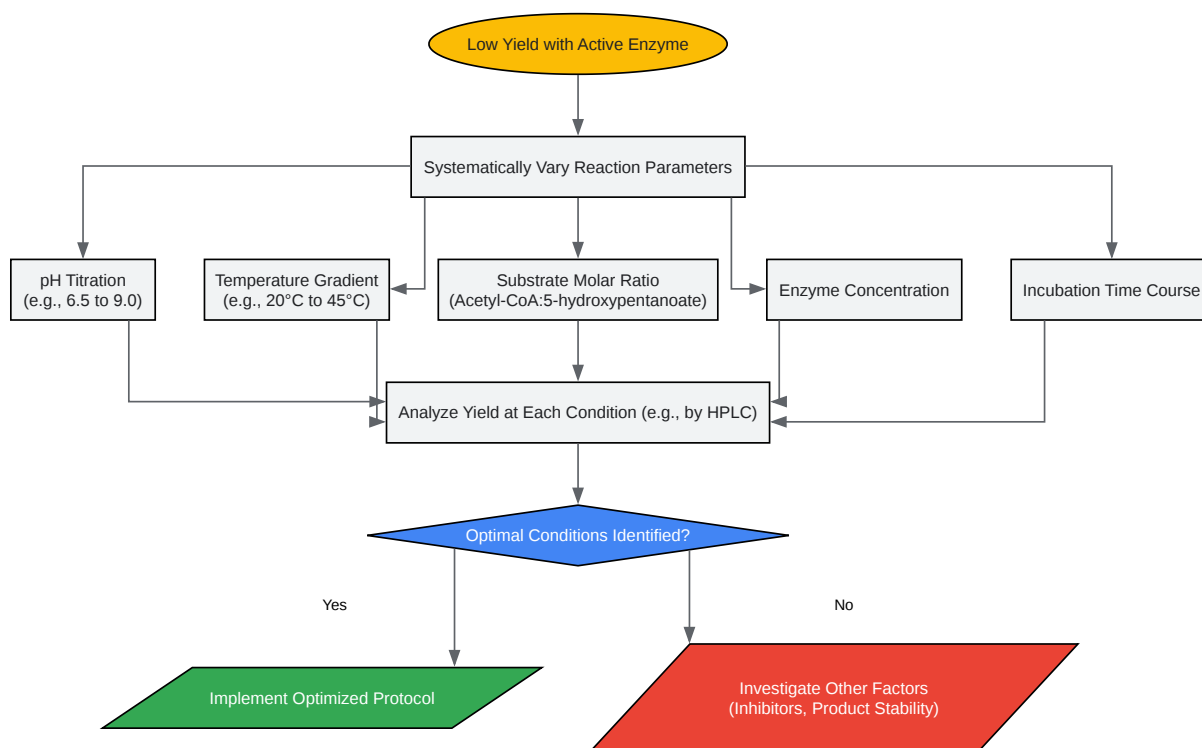 Low Yield with Active Enzyme
Systematically Vary Reaction Parameters
pH Titration
(e.g., 6.5 to 9.0)
Temperature Gradient
(e.g., 20°C to 45°C)
Substrate Molar Ratio
(Acetyl-CoA:5-hydroxypentanoate)
Enzyme Concentration
Incubation Time Course
Analyze Yield at Each Condition (e.g., by HPLC)
Optimal Conditions Identified?
Yes
No
Implement Optimized Protocol
Investigate Other Factors
(Inhibitors, Product Stability)